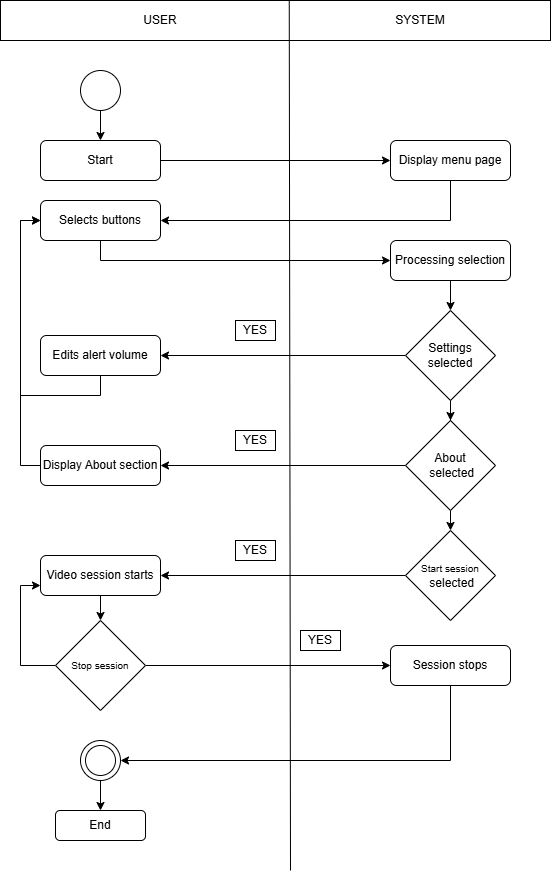 USER
SYSTEM
Start
Display menu page
Selects buttons
Processing selection
YES
Settings
selected
Edits alert volume
YES
About
selected
Display About section
YES
Start session
selected
Video session starts
YES
Stop session
Session stops
End